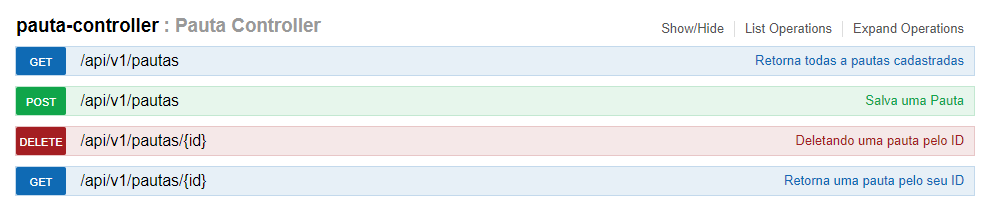 pauta-controller : Pauta Controller
Show/Hide List Operations Expand Operations
GET /api/v1/pautas Retorna todas a pautas cadastradas
POST /api/v1/pautas Salva uma Pauta
DELETE /api/v1/pautas/{id} Deletando uma pauta pelo ID
GET /api/v1/pautas/{id} Retorna uma pauta pelo seu ID